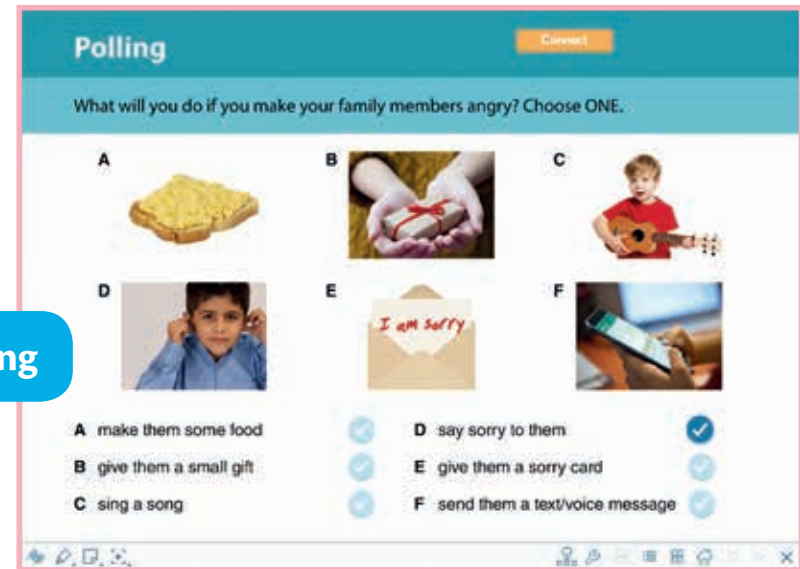 Polling
Connect
What will you do if you make your family members angry? Choose ONE.
A
B
C
D
E
I am sorry
F
ng
A make them some food
D say sorry to them
B give them a small gift
E give them a sorry card
C sing a song
F send them a text/voice message